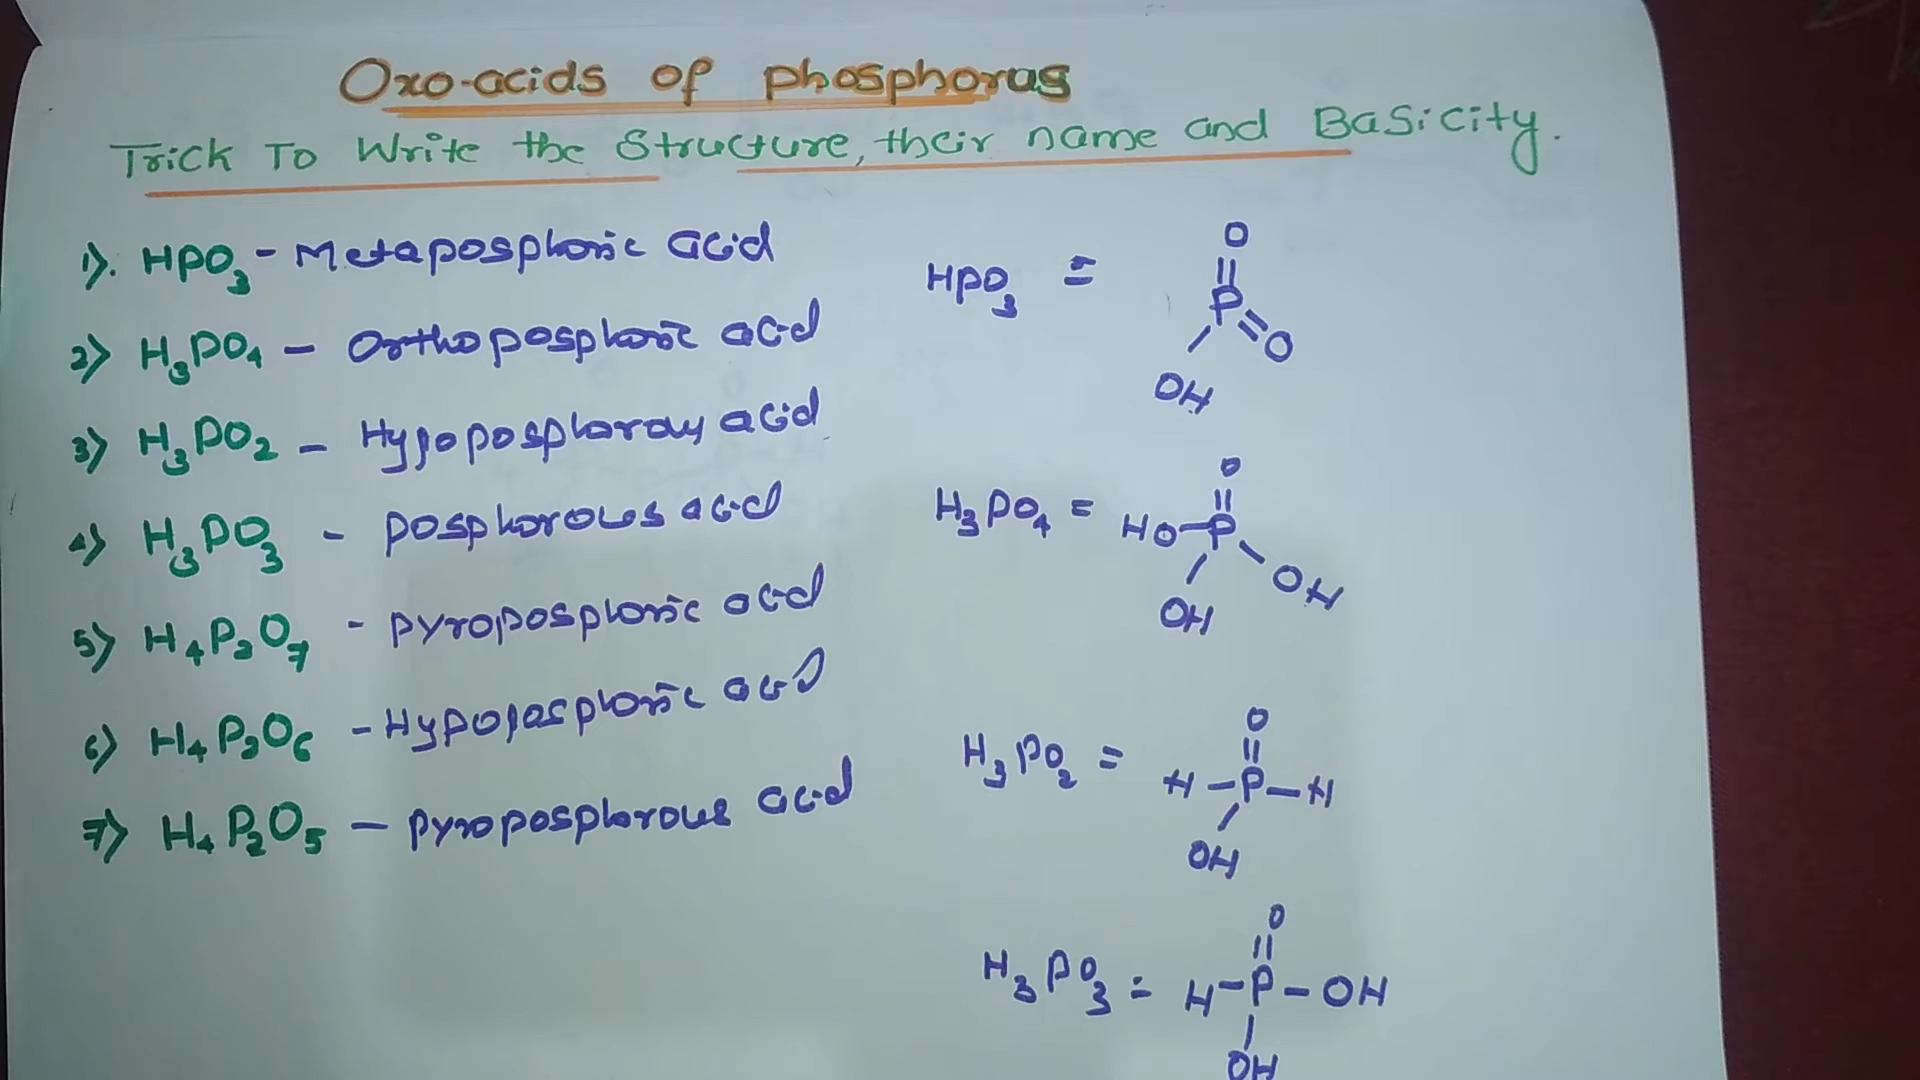 Oxo-acids of phosphorus
Trick To Write the Structure, their name and Basicity.
1). HPO₃ - Metaposphoric acid
2) H₃PO₄ - Orthoposphoric acid
3) H₃PO₂ - Hypoposphorous acid
4) H₃PO₃ - posphorous acid
5) H₄P₂O₇ - pyroposphoric acid
6) H₄P₂O₆ - Hypoposphoric acid
7) H₄P₂O₅ - pyroposphorous acid
HPO₃ =
O
P
O
OH
H₃PO₄ =
O
HO-P
OH
OH
H₃PO₂ =
O
H-P-H
OH
H₃PO₃ =
O
H-P-OH
OH